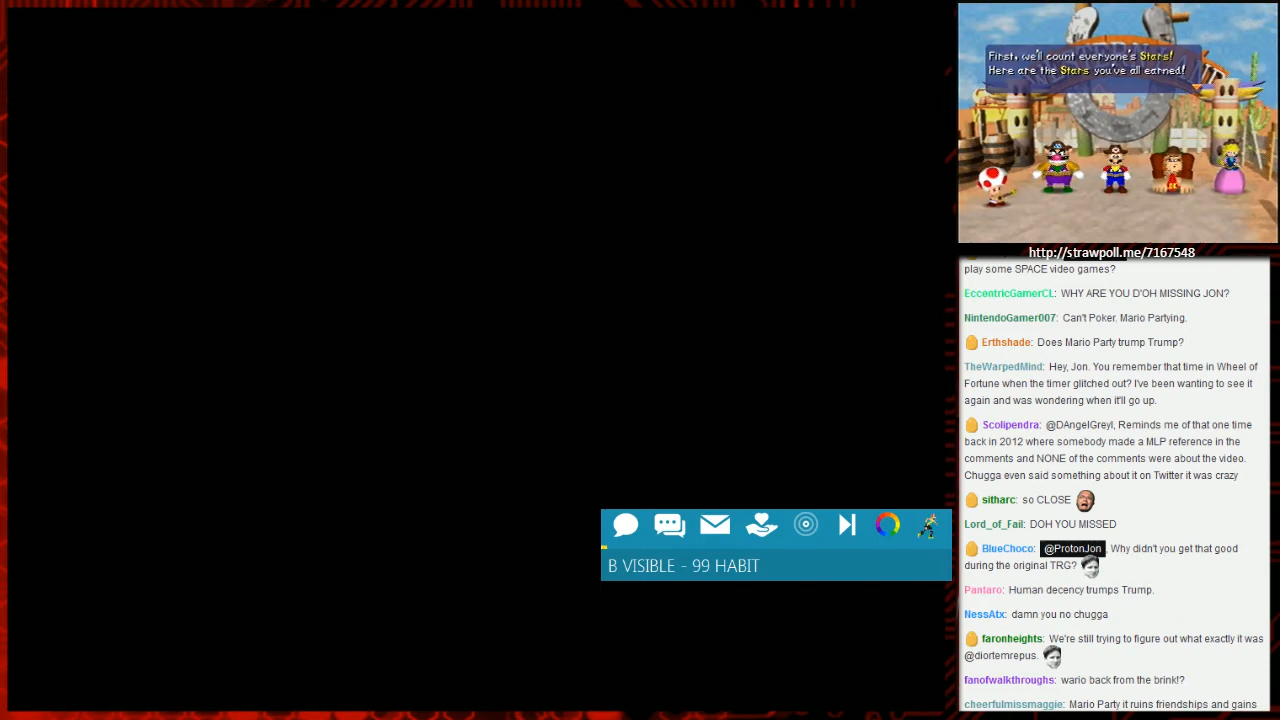 First, we'll count everyone's Stars!
Here are the Stars you've all earned!
http://strawpoll.me/7167548
play some SPACE video games?
EccentricGamerCL: WHY ARE YOU D'OH MISSING JON?
NintendoGamer007: Can't Poker. Mario Partying.
Erthshade: Does Mario Party trump Trump?
TheWarpedMind: Hey, Jon. You remember that time in Wheel of
Fortune when the timer glitched out? I've been wanting to see it
again and was wondering when it'll go up.
Scolipendra: @DAngelGreyl, Reminds me of that one time
back in 2012 where somebody made a MLP reference in the
comments and NONE of the comments were about the video.
Chugga even said something about it on Twitter it was crazy
sitharc: so CLOSE
Lord_of_Fail: DOH YOU MISSED
BlueChoco: @ProtonJon, Why didn't you get that good
during the original TRG?
Pantaro: Human decency trumps Trump.
NessAtx: damn you no chugga
faronheights: We're still trying to figure out what exactly it was
@diortemrepus.
fanofwalkthroughs: wario back from the brink!?
cheerfulmissmaggie: Mario Party it ruins friendships and gains
B VISIBLE - 99 HABIT